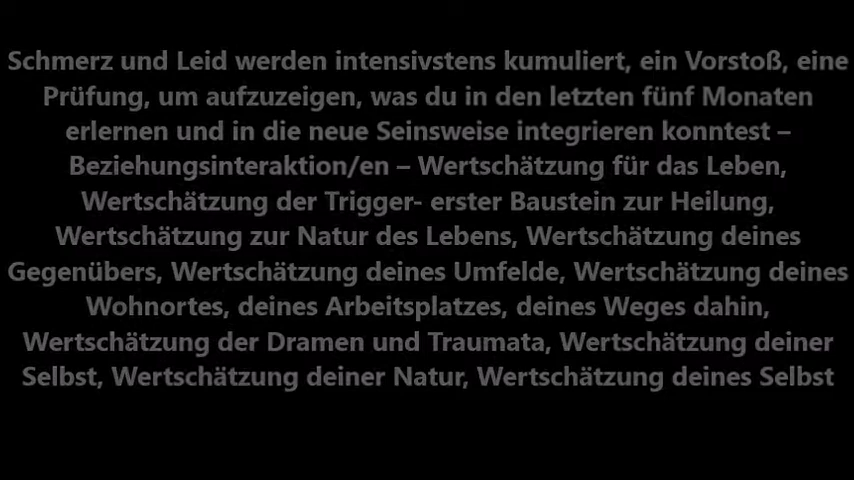 Schmerz und Leid werden intensivstens kumuliert, ein Vorstoß, eine
Prüfung, um aufzuzeigen, was du in den letzten fünf Monaten
erlernen und in die neue Seinsweise integrieren konntest –
Beziehungsinteraktion/en – Wertschätzung für das Leben,
Wertschätzung der Trigger- erster Baustein zur Heilung,
Wertschätzung zur Natur des Lebens, Wertschätzung deines
Gegenübers, Wertschätzung deines Umfelde, Wertschätzung deines
Wohnortes, deines Arbeitsplatzes, deines Weges dahin,
Wertschätzung der Dramen und Traumata, Wertschätzung deiner
Selbst, Wertschätzung deiner Natur, Wertschätzung deines Selbst